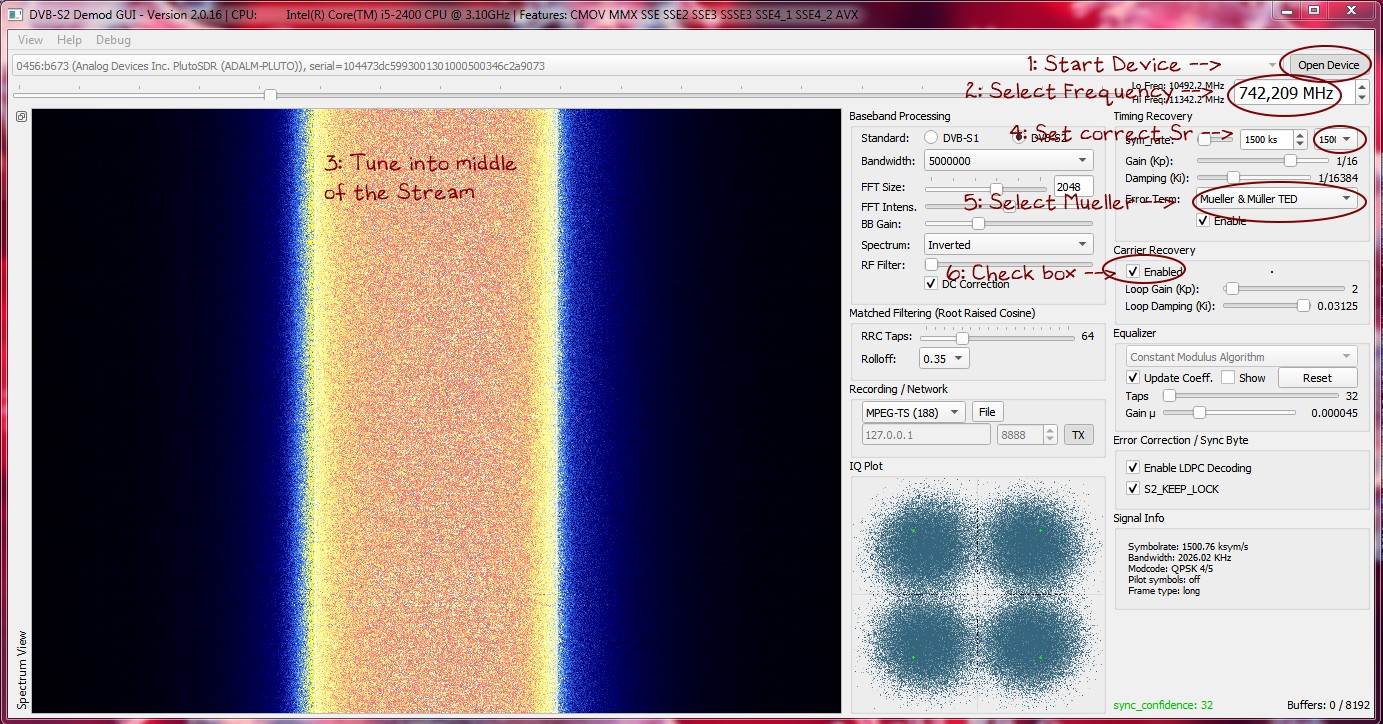 DVB-S2 Demod GUI - Version 2.0.16 | CPU: Intel(R) Core(TM) i5-2400 CPU @ 3.10GHz | Features: CMOV MMX SSE SSE2 SSE3 SSSE3 SSE4_1 SSE4_2 AVX
View Help Debug
0456:b673 (Analog Devices Inc. PlutoSDR (ADALM-PLUTO)), serial=104473dc5993001301000500346c2a9073
1: Start Device -->
Open Device
2: Select Frequency -->
Lo Freq: 10492.2 MHz
Hi Freq: 11342.2 MHz
742,209 MHz
3: Tune into middle
of the Stream
Spectrum View
Baseband Processing
Standard: DVB-S1 DVB-S2
Bandwidth: 5000000
FFT Size: 2048
FFT Intens.
BB Gain:
Spectrum: Inverted
RF Filter:
DC Correction
Matched Filtering (Root Raised Cosine)
RRC Taps: 64
Rolloff: 0.35
Recording / Network
MPEG-TS (188) File
127.0.0.1 8888 TX
IQ Plot
Timing Recovery
4: Set correct Sr -->
sym_rate: 1500 ks
Gain (Kp): 1/16
Damping (Ki): 1/16384
5: Select Mueller -->
Error Term: Mueller & Müller TED
Enable
Carrier Recovery
6: Check box -->
Enabled
Loop Gain (Kp): 2
Loop Damping (Ki): 0.03125
Equalizer
Constant Modulus Algorithm
Update Coeff. Show Reset
Taps 32
Gain µ 0.000045
Error Correction / Sync Byte
Enable LDPC Decoding
S2_KEEP_LOCK
Signal Info
Symbolrate: 1500.76 ksym/s
Bandwidth: 2026.02 KHz
Modcode: QPSK 4/5
Pilot symbols: off
Frame type: long
sync_confidence: 32
Buffers: 0 / 8192